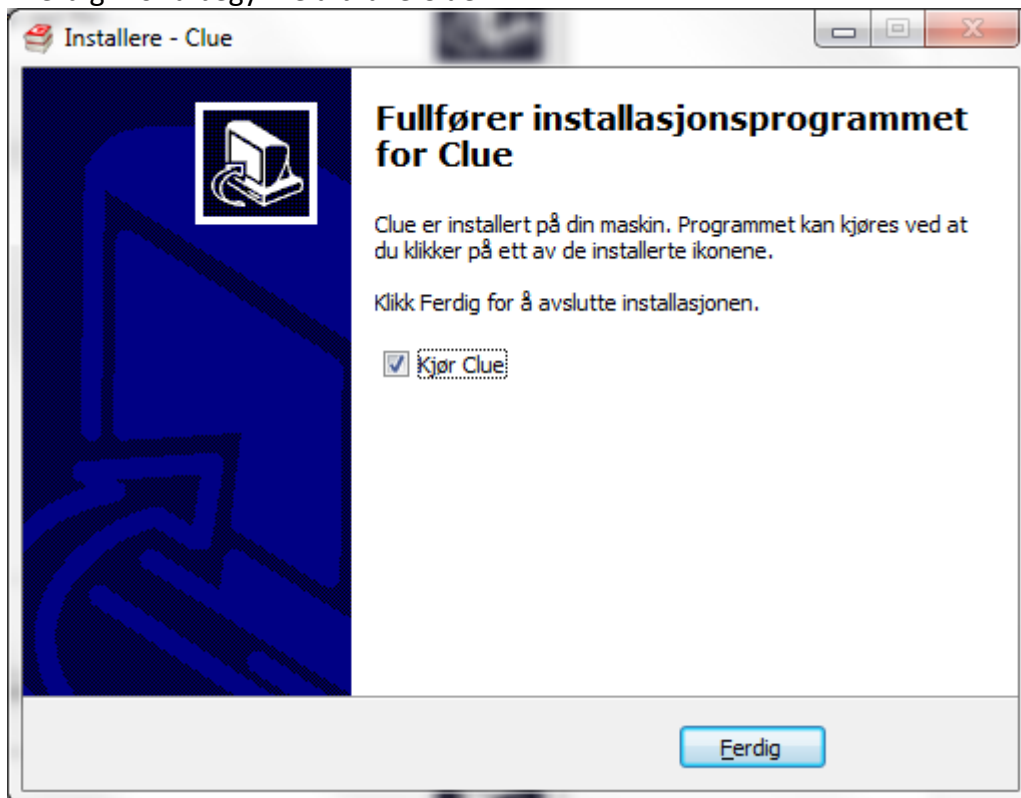 Installere - Clue
Fullfører installasjonsprogrammet
for Clue
Clue er installert på din maskin. Programmet kan kjøres ved at
du klikker på ett av de installerte ikonene.
Klikk Ferdig for å avslutte installasjonen.
Kjør Clue
Ferdig